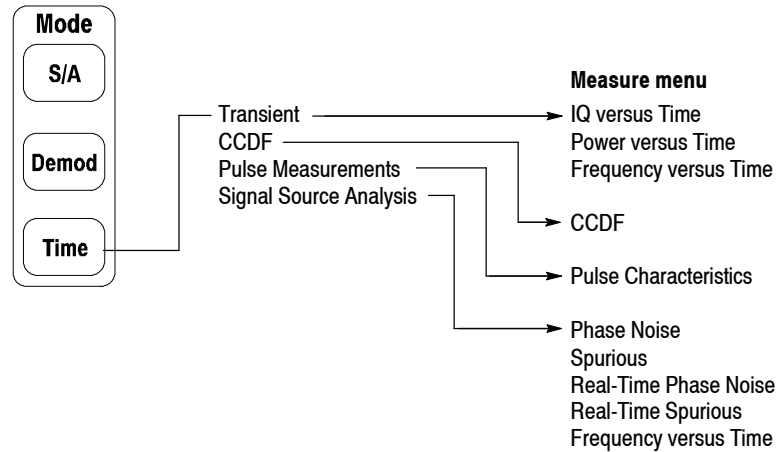 Mode
S/A
Demod
Time
Transient
CCDF
Pulse Measurements
Signal Source Analysis
Measure menu
IQ versus Time
Power versus Time
Frequency versus Time
CCDF
Pulse Characteristics
Phase Noise
Spurious
Real-Time Phase Noise
Real-Time Spurious
Frequency versus Time